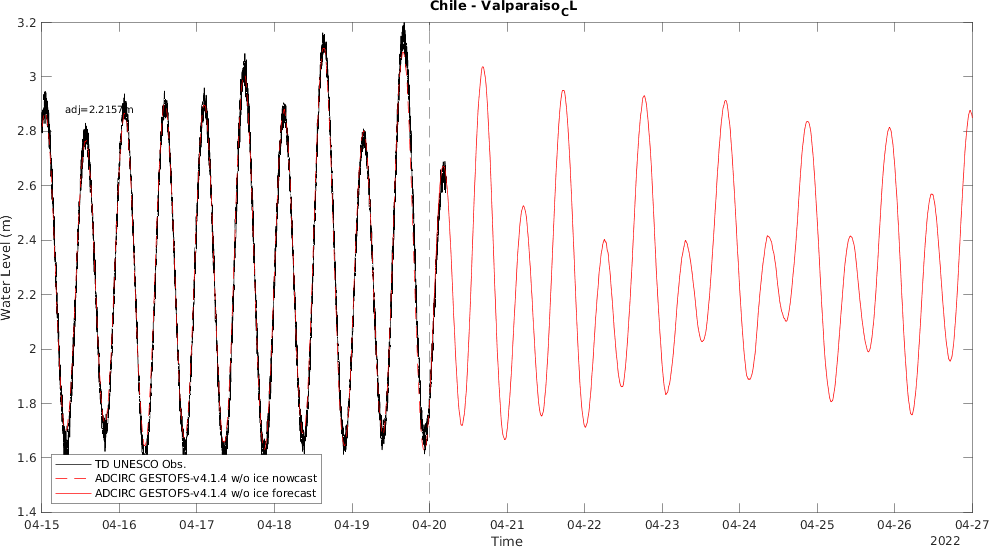 Chile - Valparaiso_CL
3.2
3
2.8
2.6
2.4
2.2
2
1.8
1.6
1.4
Water Level (m)
adj=2.2157m
TD UNESCO Obs.
ADCIRC GESTOFS-v4.1.4 w/o ice nowcast
ADCIRC GESTOFS-v4.1.4 w/o ice forecast
04-15 04-16 04-17 04-18 04-19 04-20 04-21 04-22 04-23 04-24 04-25 04-26 04-27
Time
2022